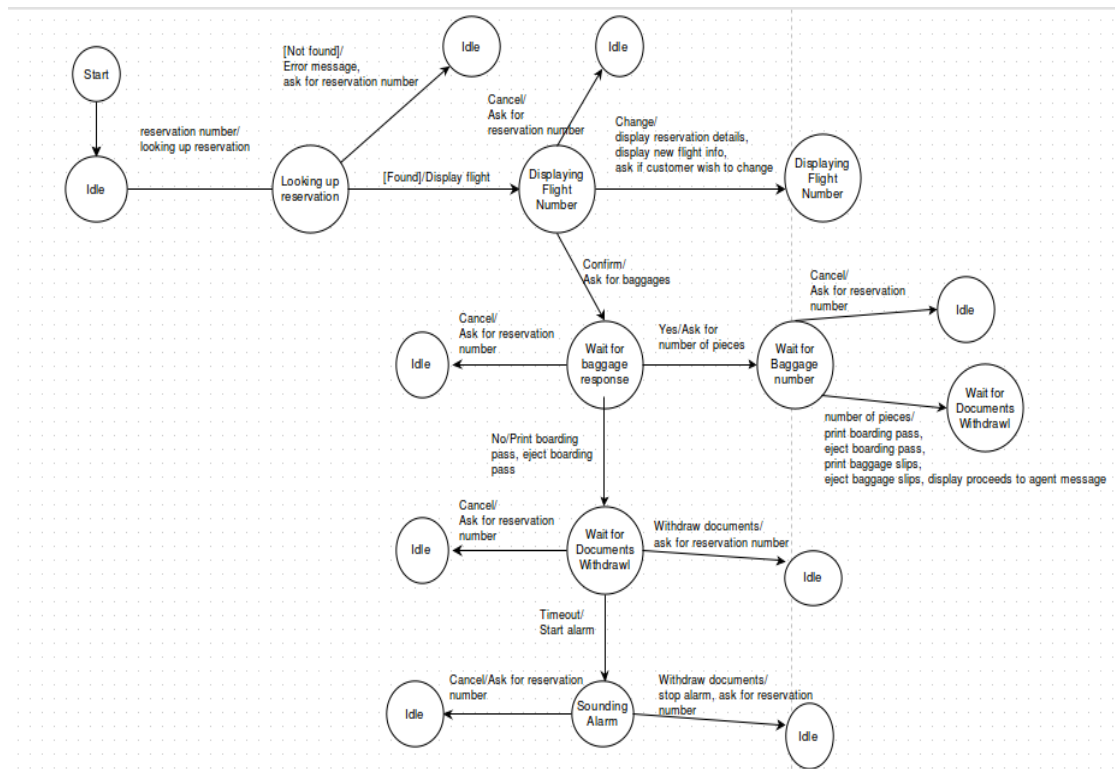 Start
[Not found]/
Error message,
ask for reservation number
Idle
Idle
Cancel/
Ask for
reservation number
Change/
display reservation details,
display new flight info,
ask if customer wish to change
reservation number/
looking up reservation
Idle
Looking up
reservation
[Found]/Display flight
Displaying
Flight
Number
Displaying
Flight
Number
Confirm/
Ask for baggages
Cancel/
Ask for reservation
number
Idle
Cancel/
Ask for reservation
number
Idle
Wait for
baggage
response
Yes/Ask for
number of pieces
Wait for
Baggage
number
Wait for
Documents
Withdrawl
number of pieces/
print boarding pass,
eject boarding pass,
print baggage slips,
eject baggage slips, display proceeds to agent message
No/Print boarding
pass, eject boarding
pass
Cancel/
Ask for reservation
number
Idle
Wait for
Documents
Withdrawl
Withdraw documents/
ask for reservation number
Idle
Timeout/
Start alarm
Cancel/Ask for reservation
number
Idle
Sounding
Alarm
Withdraw documents/
stop alarm, ask for reservation
number
Idle